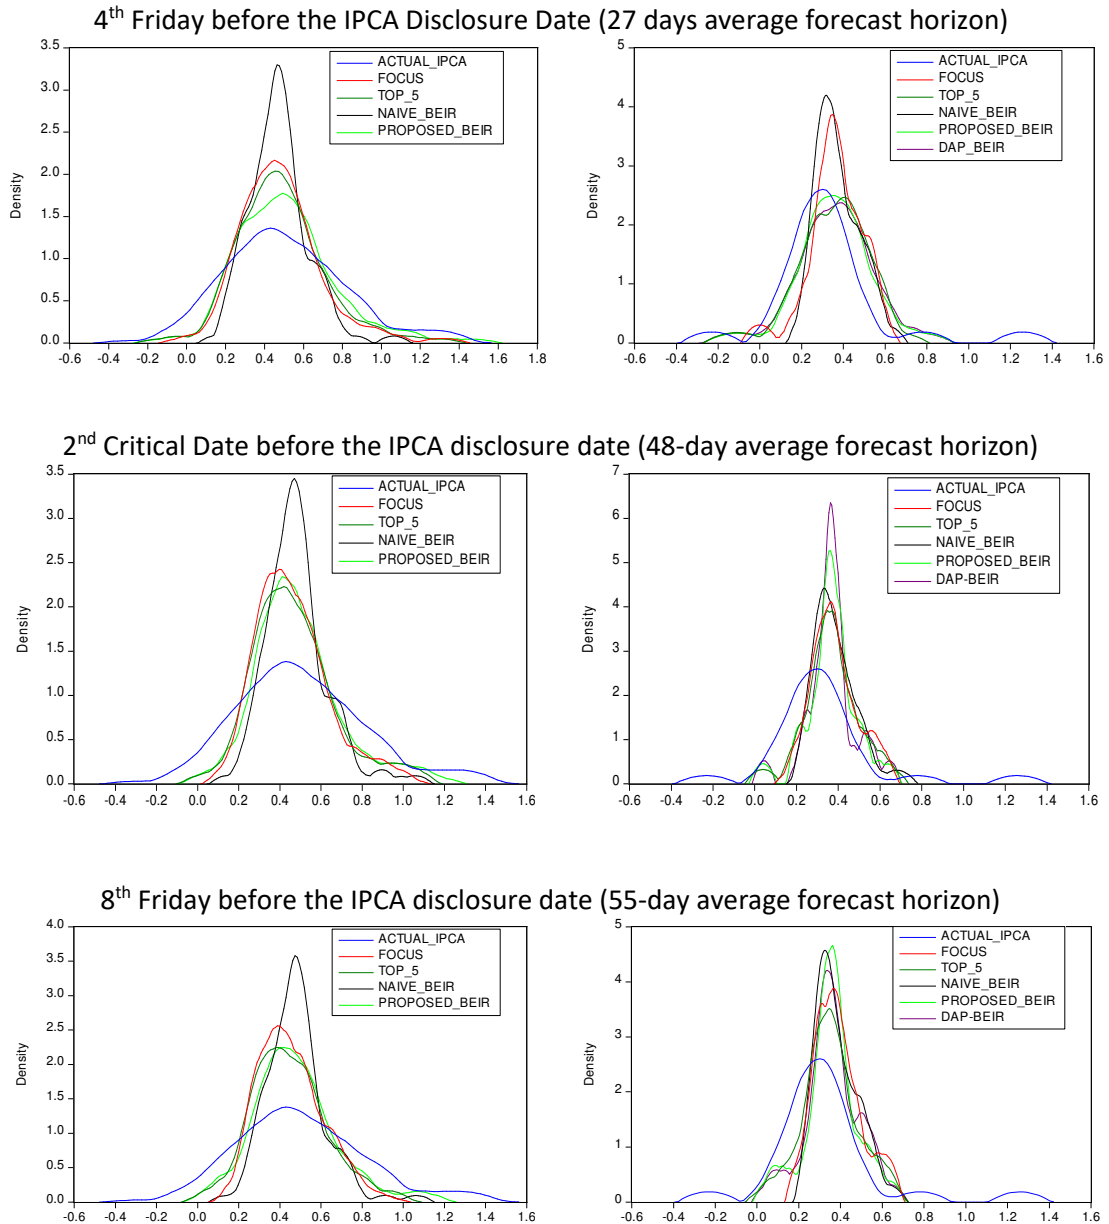 4th Friday before the IPCA Disclosure Date (27 days average forecast horizon)
3.5
3.0
2.5
2.0
1.5
1.0
0.5
0.0
Density
-0.6 -0.4 -0.2 0.0 0.2 0.4 0.6 0.8 1.0 1.2 1.4 1.6 1.8
ACTUAL_IPCA
FOCUS
TOP_5
NAIVE_BEIR
PROPOSED_BEIR
5
4
3
2
1
0
Density
-0.6 -0.4 -0.2 0.0 0.2 0.4 0.6 0.8 1.0 1.2 1.4 1.6
ACTUAL_IPCA
FOCUS
TOP_5
NAIVE_BEIR
PROPOSED_BEIR
DAP_BEIR
2nd Critical Date before the IPCA disclosure date (48-day average forecast horizon)
3.5
3.0
2.5
2.0
1.5
1.0
0.5
0.0
Density
-0.6 -0.4 -0.2 0.0 0.2 0.4 0.6 0.8 1.0 1.2 1.4 1.6
ACTUAL_IPCA
FOCUS
TOP_5
NAIVE_BEIR
PROPOSED_BEIR
7
6
5
4
3
2
1
0
Density
-0.6 -0.4 -0.2 0.0 0.2 0.4 0.6 0.8 1.0 1.2 1.4 1.6
ACTUAL_IPCA
FOCUS
TOP_5
NAIVE_BEIR
PROPOSED_BEIR
DAP-BEIR
8th Friday before the IPCA disclosure date (55-day average forecast horizon)
4.0
3.5
3.0
2.5
2.0
1.5
1.0
0.5
0.0
Density
-0.6 -0.4 -0.2 0.0 0.2 0.4 0.6 0.8 1.0 1.2 1.4 1.6
ACTUAL_IPCA
FOCUS
TOP_5
NAIVE_BEIR
PROPOSED_BEIR
5
4
3
2
1
0
Density
-0.6 -0.4 -0.2 0.0 0.2 0.4 0.6 0.8 1.0 1.2 1.4 1.6
ACTUAL_IPCA
FOCUS
TOP_5
NAIVE_BEIR
PROPOSED_BEIR
DAP-BEIR